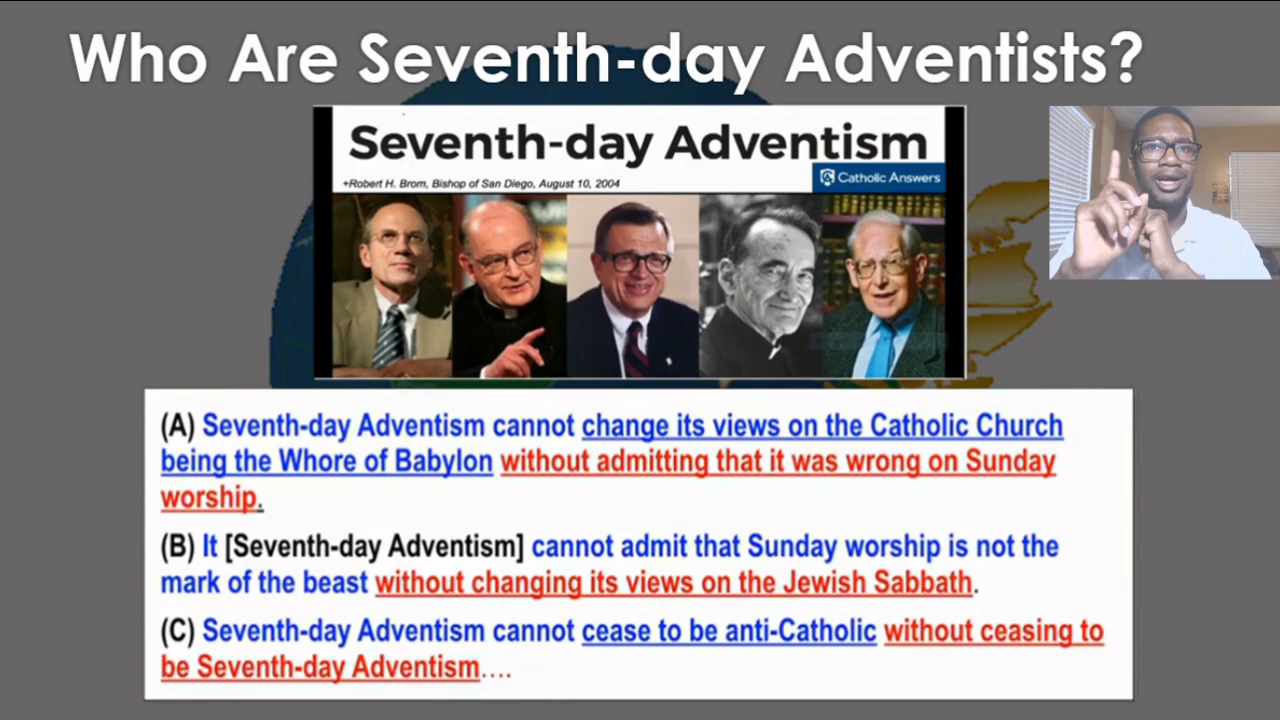 Who Are Seventh-day Adventists?
Seventh-day Adventism
+Robert H. Brom, Bishop of San Diego, August 10, 2004
Catholic Answers
(A) Seventh-day Adventism cannot change its views on the Catholic Church
being the Whore of Babylon without admitting that it was wrong on Sunday
worship.
(B) It [Seventh-day Adventism] cannot admit that Sunday worship is not the
mark of the beast without changing its views on the Jewish Sabbath.
(C) Seventh-day Adventism cannot cease to be anti-Catholic without ceasing to
be Seventh-day Adventism….